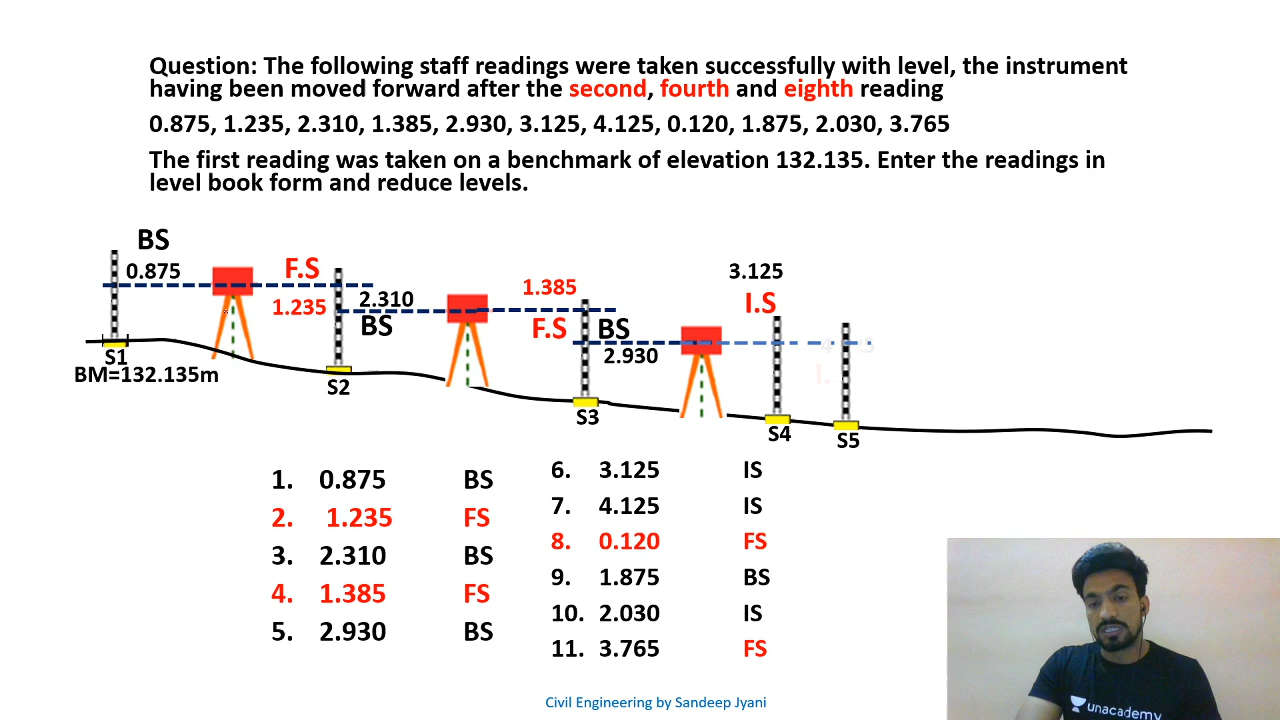 Question: The following staff readings were taken successfully with level, the instrument
having been moved forward after the second, fourth and eighth reading
0.875, 1.235, 2.310, 1.385, 2.930, 3.125, 4.125, 0.120, 1.875, 2.030, 3.765
The first reading was taken on a benchmark of elevation 132.135. Enter the readings in
level book form and reduce levels.
BS
0.875
F.S
1.235
2.310
BS
1.385
F.S
BS
2.930
3.125
I.S
S1
BM=132.135m
S2
S3
S4
S5
1. 0.875 BS
2. 1.235 FS
3. 2.310 BS
4. 1.385 FS
5. 2.930 BS
6. 3.125 IS
7. 4.125 IS
8. 0.120 FS
9. 1.875 BS
10. 2.030 IS
11. 3.765 FS
Civil Engineering by Sandeep Jyani
unacademy